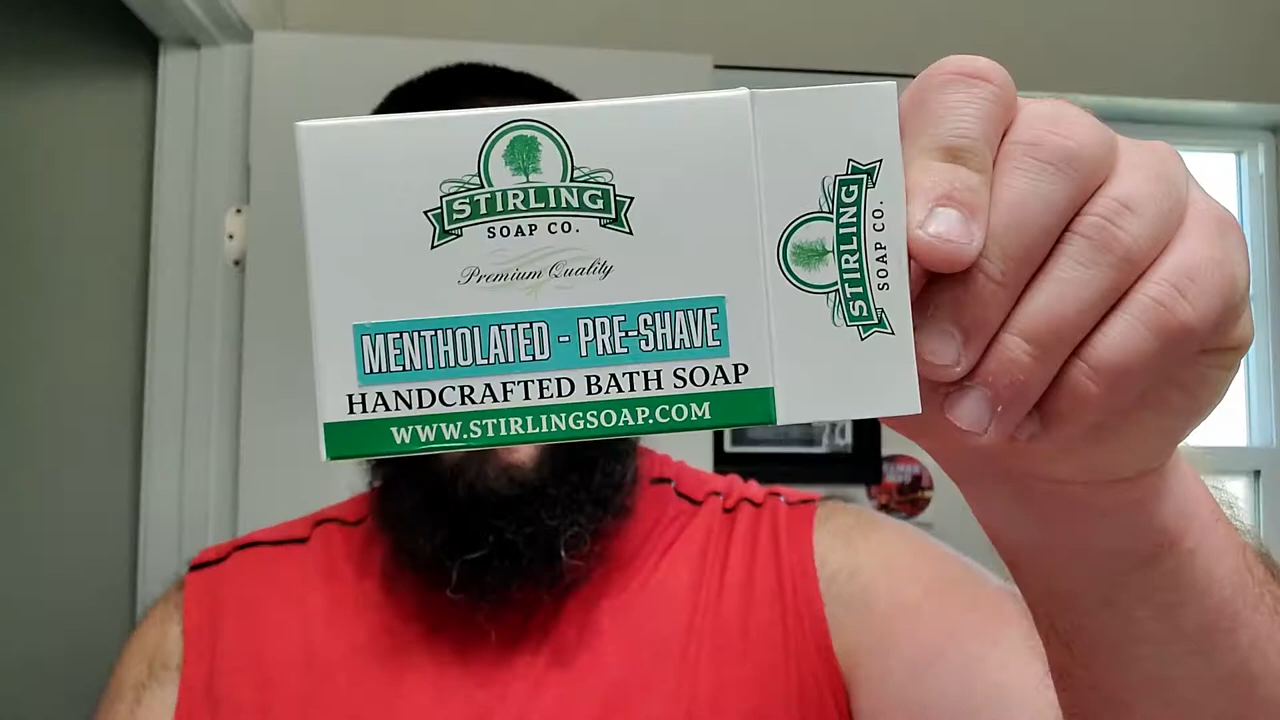 STIRLING
SOAP CO.
Premium Quality
MENTHOLATED - PRE-SHAVE
HANDCRAFTED BATH SOAP
WWW.STIRLINGSOAP.COM
STIRLING
SOAP CO.